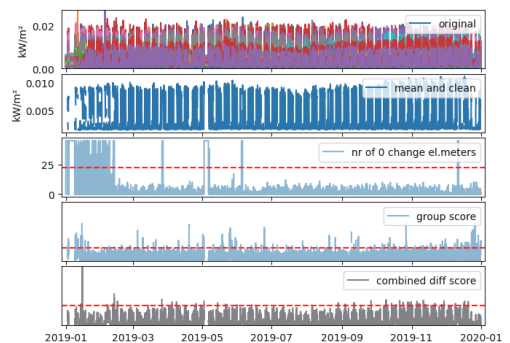 0.02
0.00
kW/m²
original
0.010
0.005
kW/m²
mean and clean
25
0
nr of 0 change el.meters
group score
combined diff score
2019-01 2019-03 2019-05 2019-07 2019-09 2019-11 2020-01